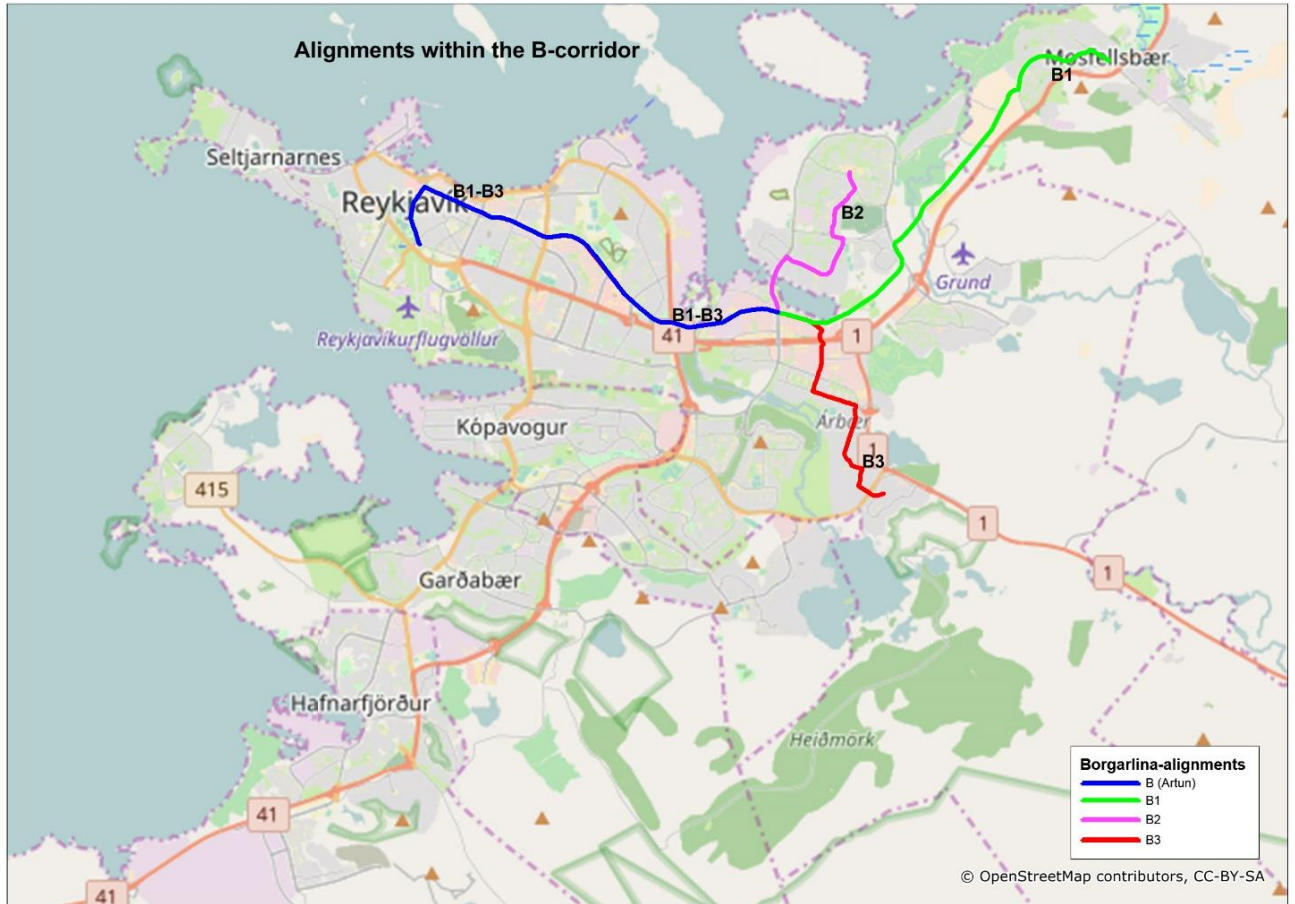 Alignments within the B-corridor
Mosfellsbær
B1
Seltjarnarnes
Reykjavík
B1-B3
B2
Grund
B1-B3
41
1
Reykjavíkurflugvöllur
Árbær
Kópavogur
1
B3
415
1
1
Garðabær
Hafnarfjörður
Heiðmörk
41
41
Borgarlina-alignments
B (Artun)
B1
B2
B3
© OpenStreetMap contributors, CC-BY-SA